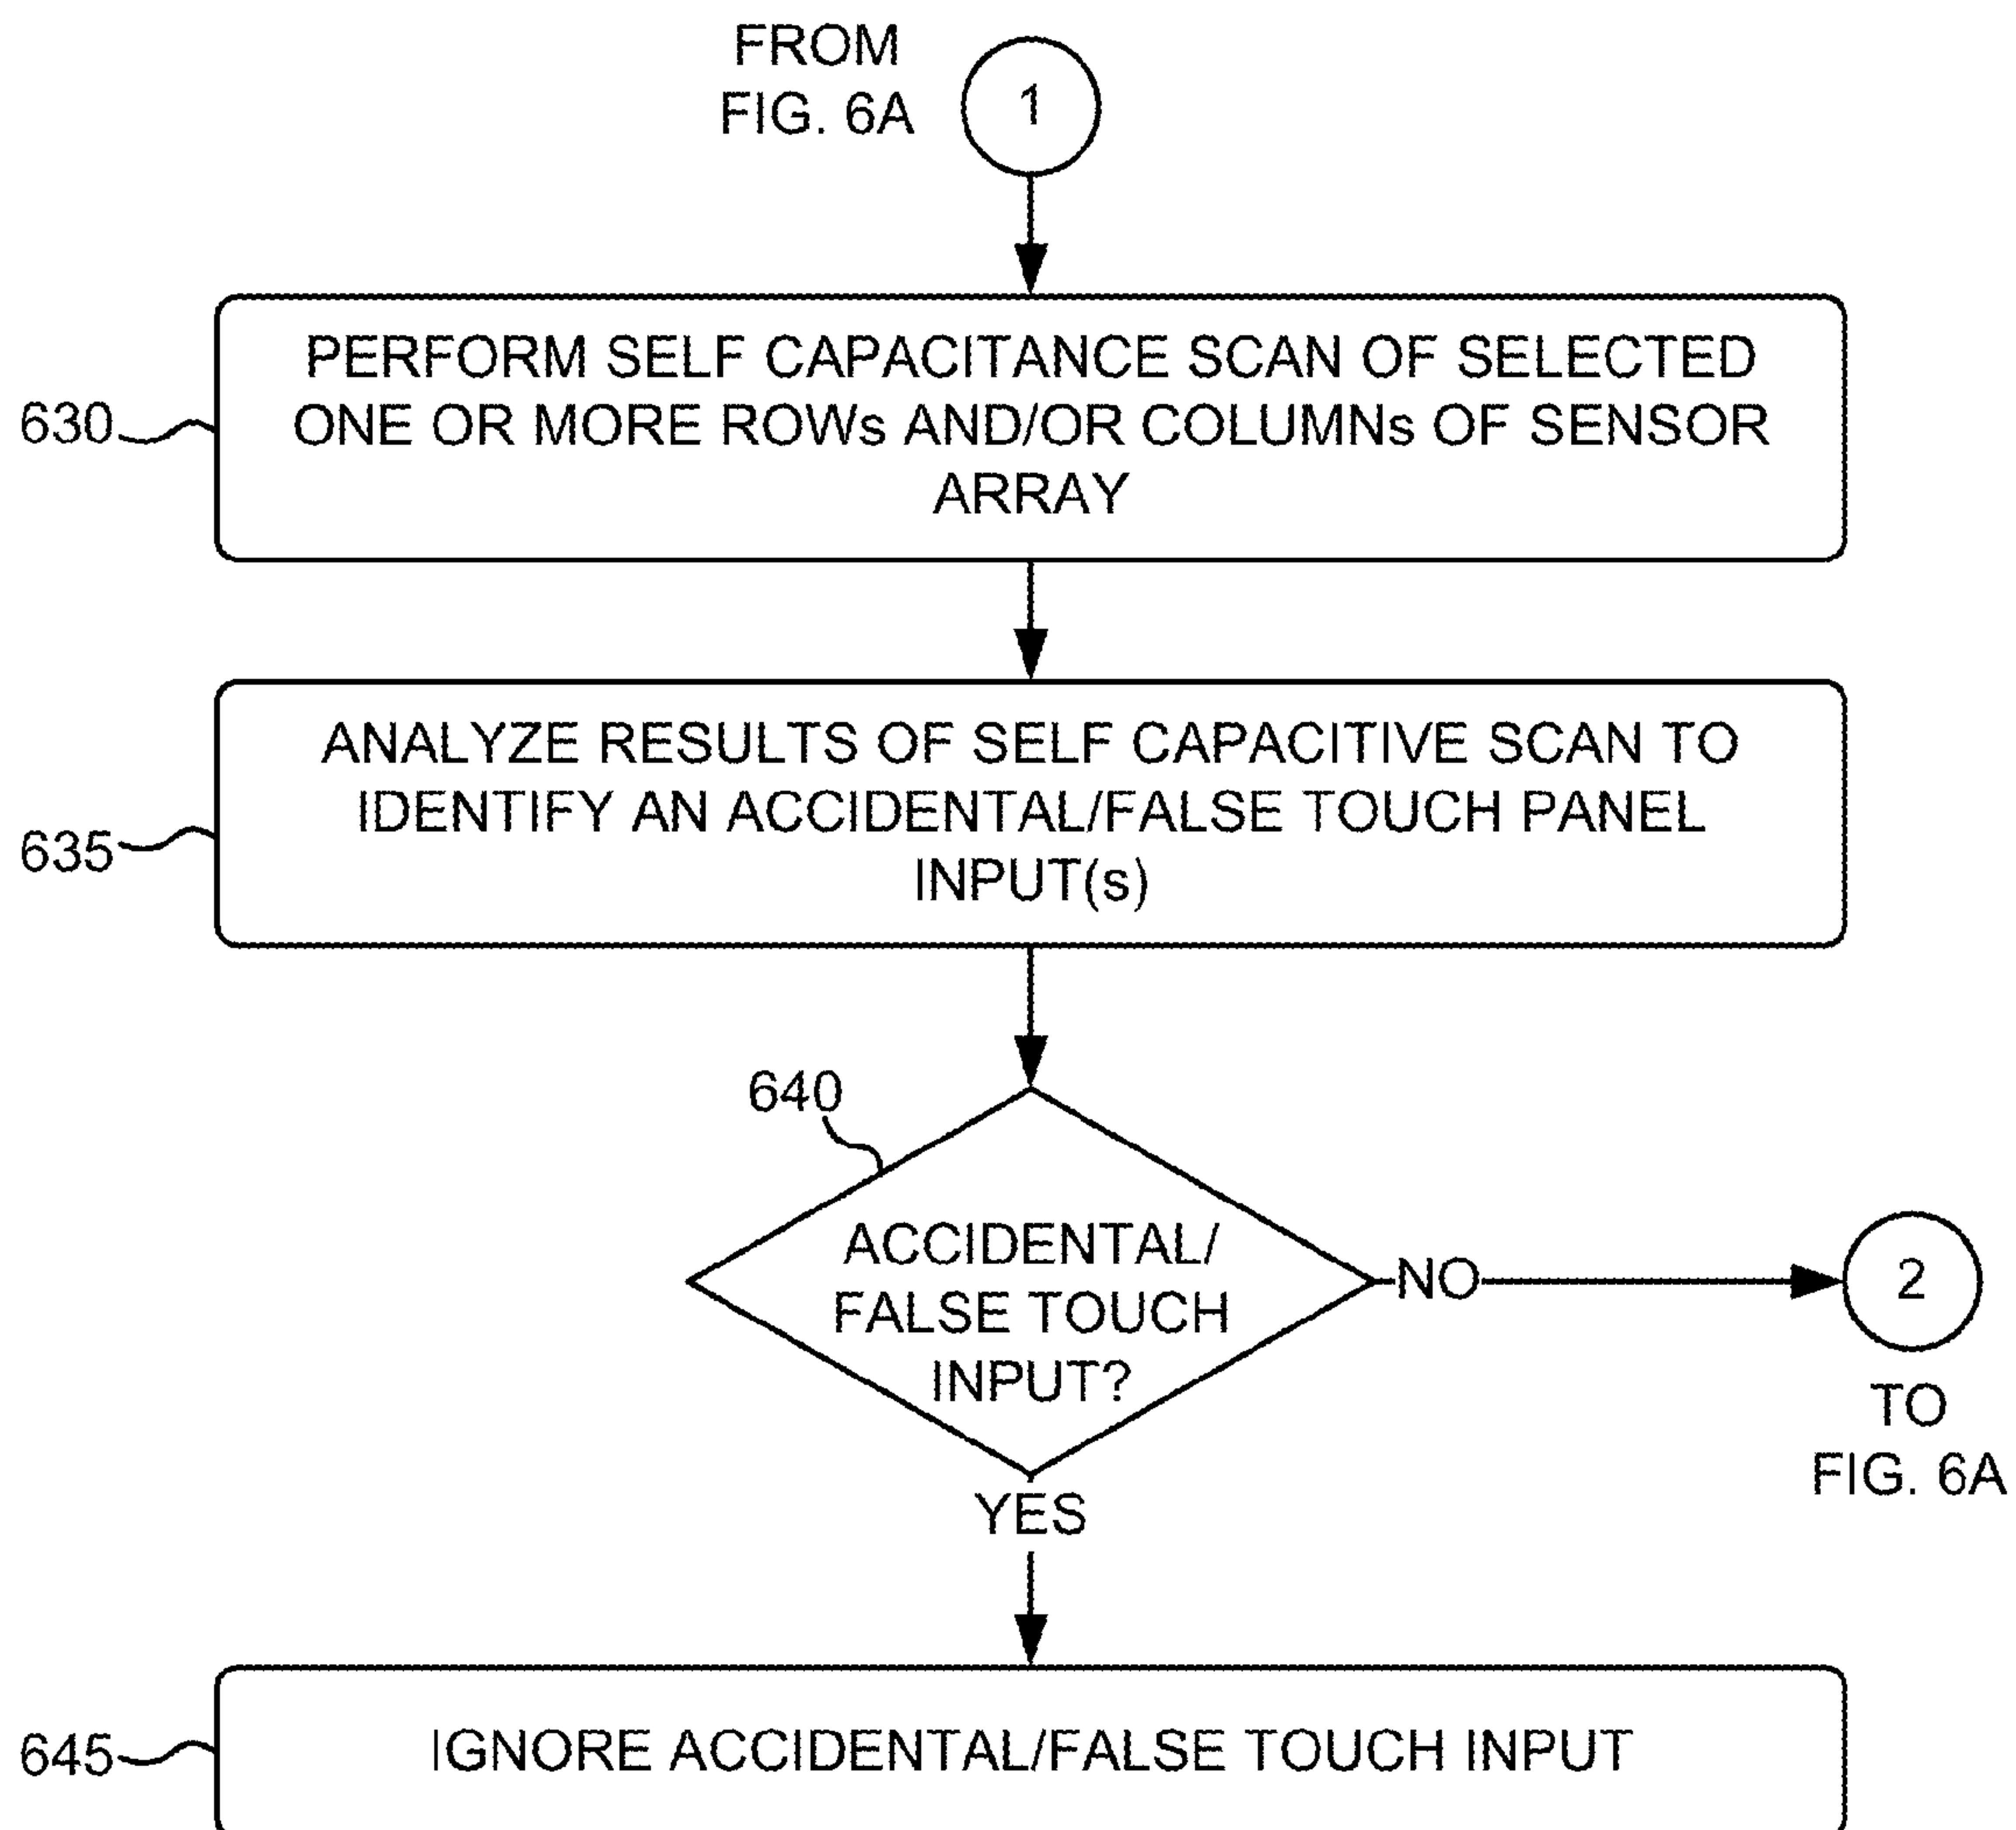 FROM
FIG. 6A
1
PERFORM SELF CAPACITANCE SCAN OF SELECTED
ONE OR MORE ROWs AND/OR COLUMNs OF SENSOR
ARRAY
630
ANALYZE RESULTS OF SELF CAPACITIVE SCAN TO
IDENTIFY AN ACCIDENTAL/FALSE TOUCH PANEL
INPUT(s)
635
640
ACCIDENTAL/
FALSE TOUCH
INPUT?
NO
2
TO
FIG. 6A
YES
645
IGNORE ACCIDENTAL/FALSE TOUCH INPUT